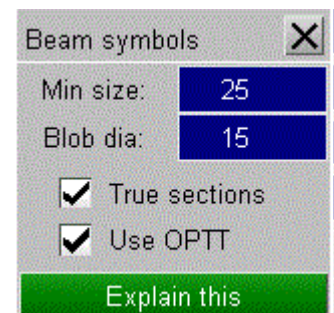 Beam symbols
Min size: 25
Blob dia: 15
True sections
Use OPTT
Explain this